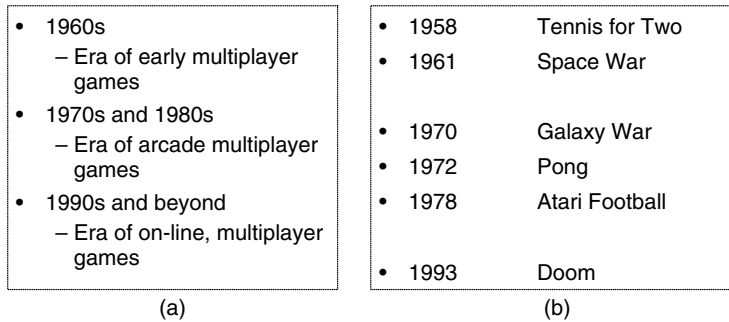 • 1960s
– Era of early multiplayer
games
• 1970s and 1980s
– Era of arcade multiplayer
games
• 1990s and beyond
– Era of on-line, multiplayer
games
(a)
• 1958 Tennis for Two
• 1961 Space War
• 1970 Galaxy War
• 1972 Pong
• 1978 Atari Football
• 1993 Doom
(b)